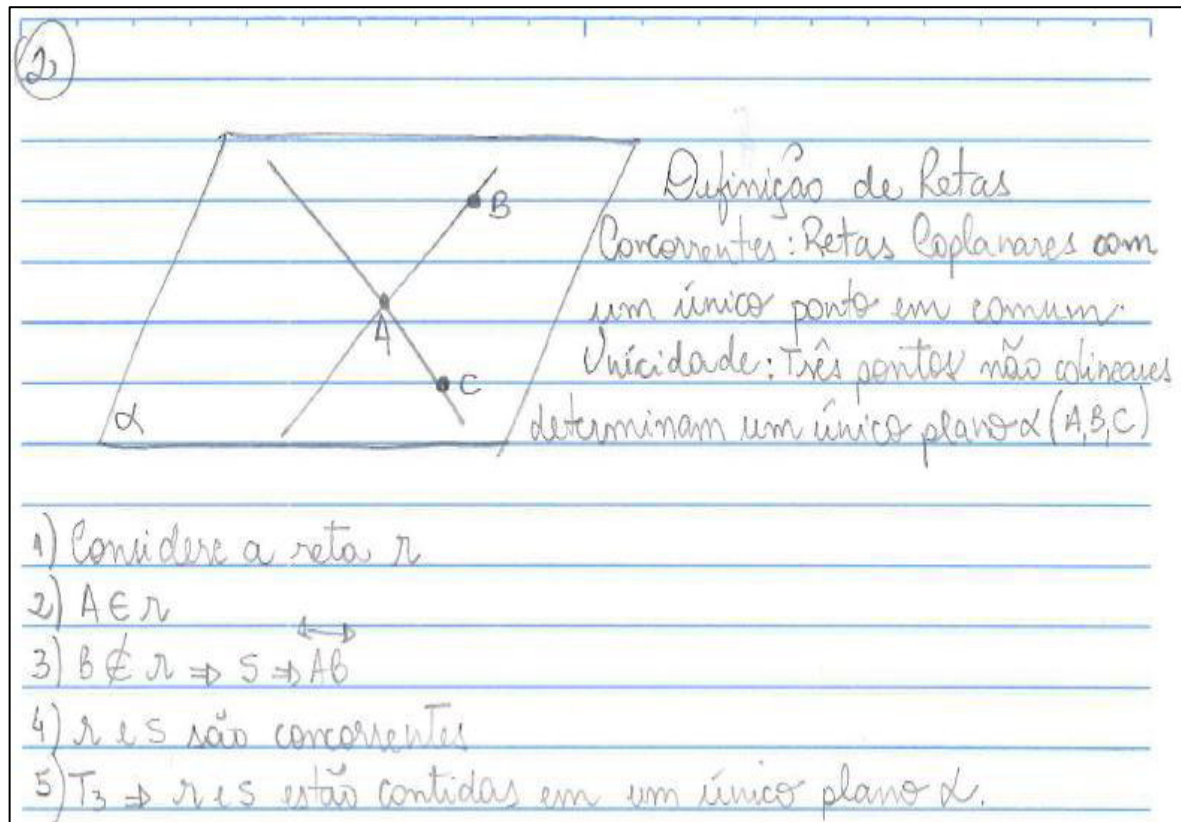 2
B
A
C
α
Definição de Retas
Concorrentes: Retas Coplanares com
um único ponto em comum.
Unicidade: Três pontos não colineares
determinam um único plano α (A,B,C)
1) Considere a reta r
2) A ∈ r
3) B ∉ r ⇒ S ⇒ A͡B
4) r e s são concorrentes
5) T₃ ⇒ r e s estão contidas em um único plano α.